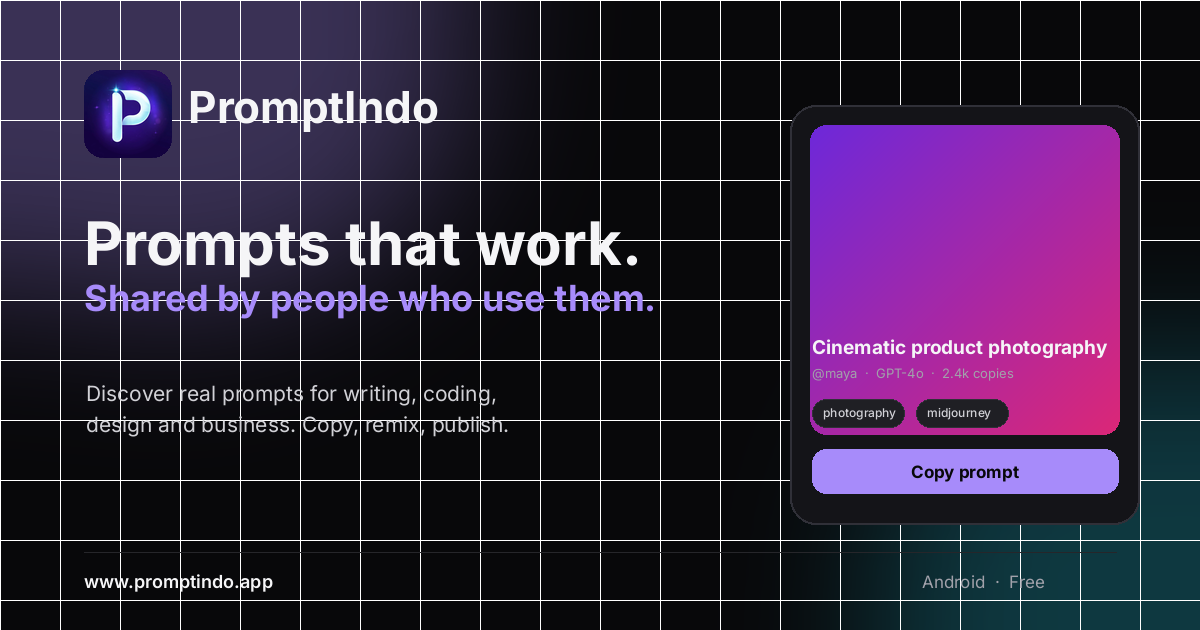 PromptIndo
Prompts that work.
Shared by people who use them.
Discover real prompts for writing, coding,
design and business. Copy, remix, publish.
Cinematic product photography
@maya · GPT-4o · 2.4k copies
photography midjourney
Copy prompt
www.promptindo.app
Android · Free